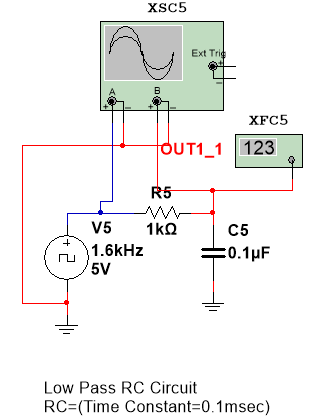 XSC5
Ext Trig
+
A
B
+ − + −
OUT1_1
XFC5
123
R5
1kΩ
V5
1.6kHz
5V
+
C5
0.1µF
Low Pass RC Circuit
RC=(Time Constant=0.1msec)